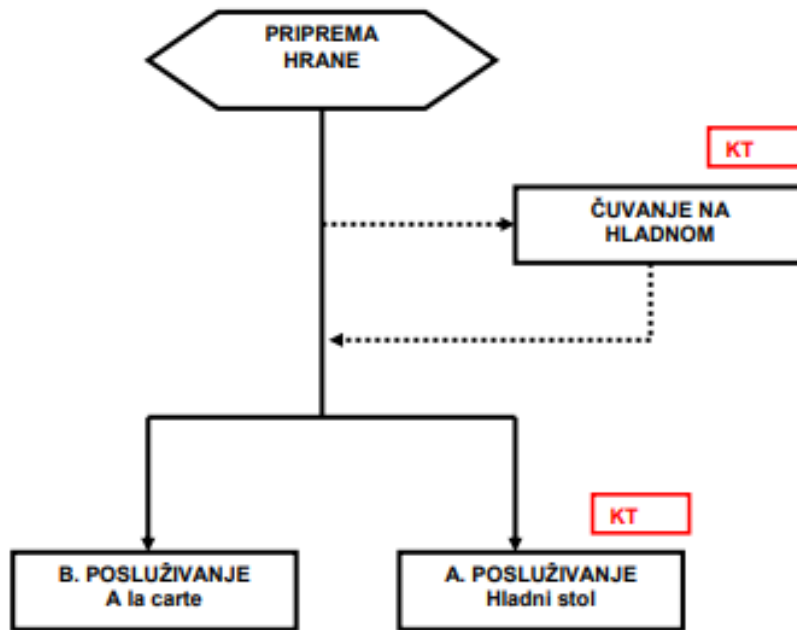 PRIPREMA
HRANE
KT
ČUVANJE NA
HLADNOM
KT
B. POSLUŽIVANJE
A la carte
A. POSLUŽIVANJE
Hladni stol